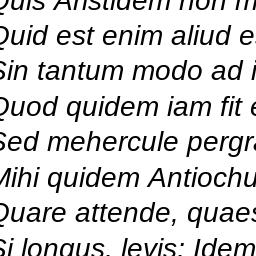 Quis Aristidem non m
Quid est enim aliud e
Sin tantum modo ad i
Quod quidem iam fit e
Sed mehercule pergra
Mihi quidem Antiochu
Quare attende, quaes
Si longus, levis; Idem